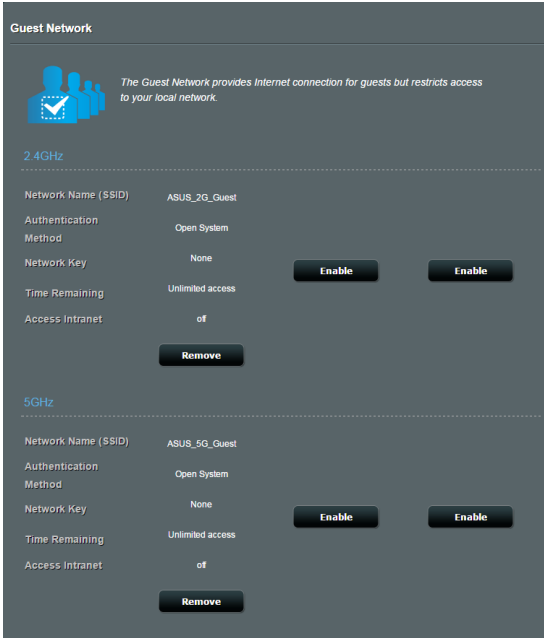 Guest Network
The Guest Network provides Internet connection for guests but restricts access
to your local network.
2.4GHz
Network Name (SSID) ASUS_2G_Guest
Authentication
Method Open System
Network Key None Enable Enable
Time Remaining Unlimited access
Access Intranet off
Remove
5GHz
Network Name (SSID) ASUS_5G_Guest
Authentication
Method Open System
Network Key None Enable Enable
Time Remaining Unlimited access
Access Intranet off
Remove